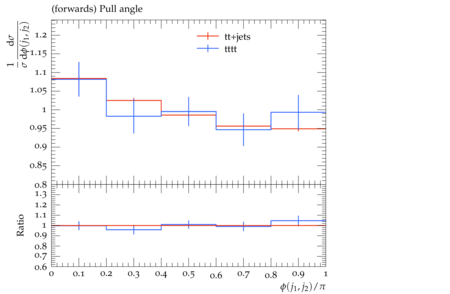 (forwards) Pull angle
1/σ dσ/dϕ(j₁, j₂)
tt+jets
tttt
1.2
1.15
1.1
1.05
1
0.95
0.9
0.85
0.8
Ratio
1.3
1.2
1.1
1
0.9
0.8
0.7
0.6
0 0.1 0.2 0.3 0.4 0.5 0.6 0.7 0.8 0.9 1
ϕ(j₁, j₂)/π